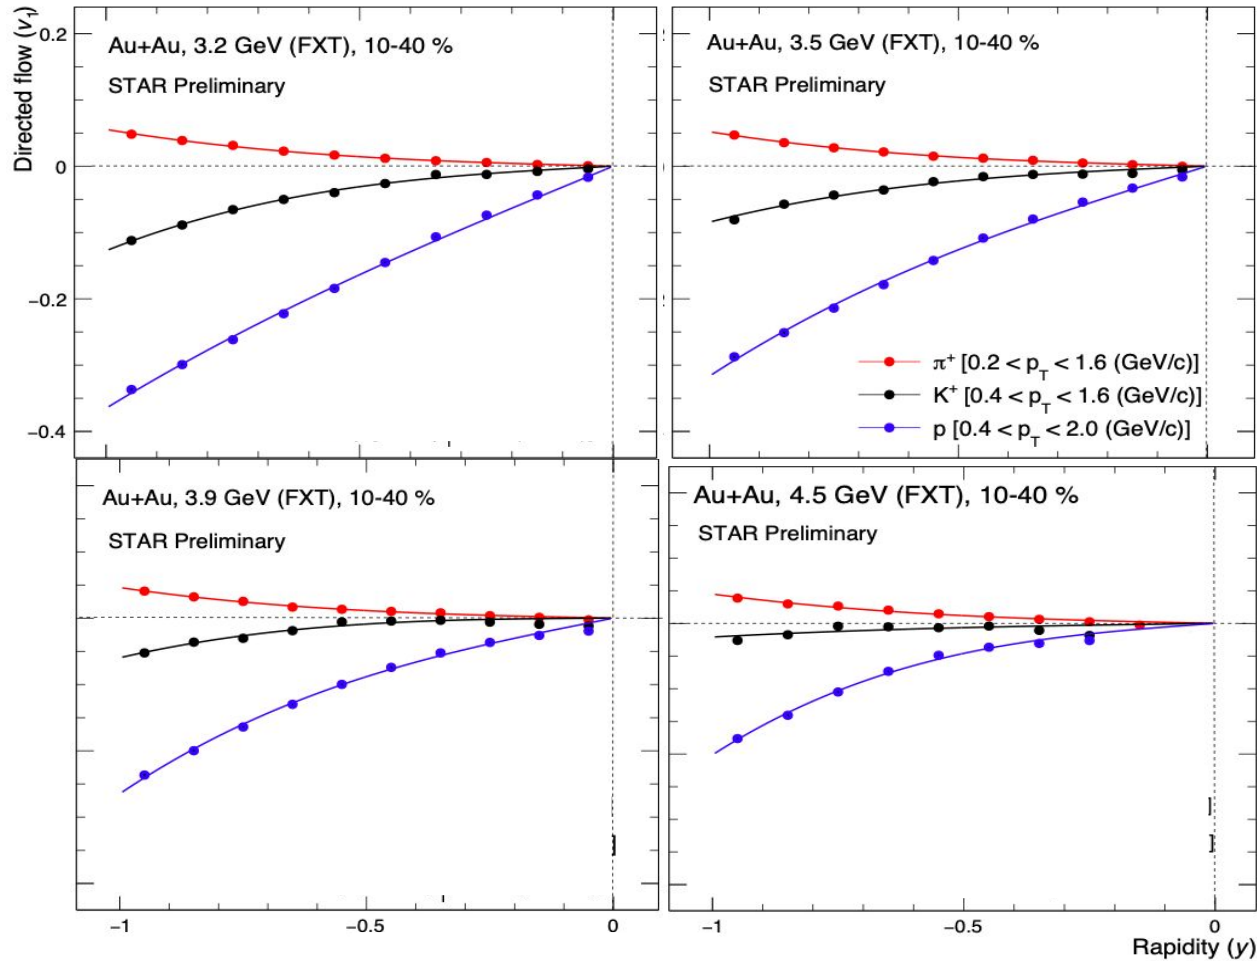 Directed flow (v₁)
0.2
0
−0.2
−0.4
Au+Au, 3.2 GeV (FXT), 10-40 %
STAR Preliminary
Au+Au, 3.5 GeV (FXT), 10-40 %
STAR Preliminary
π⁺ [0.2 < p_T < 1.6 (GeV/c)]
K⁺ [0.4 < p_T < 1.6 (GeV/c)]
p [0.4 < p_T < 2.0 (GeV/c)]
Au+Au, 3.9 GeV (FXT), 10-40 %
STAR Preliminary
Au+Au, 4.5 GeV (FXT), 10-40 %
STAR Preliminary
−1 −0.5 0
−1 −0.5 0
Rapidity (y)